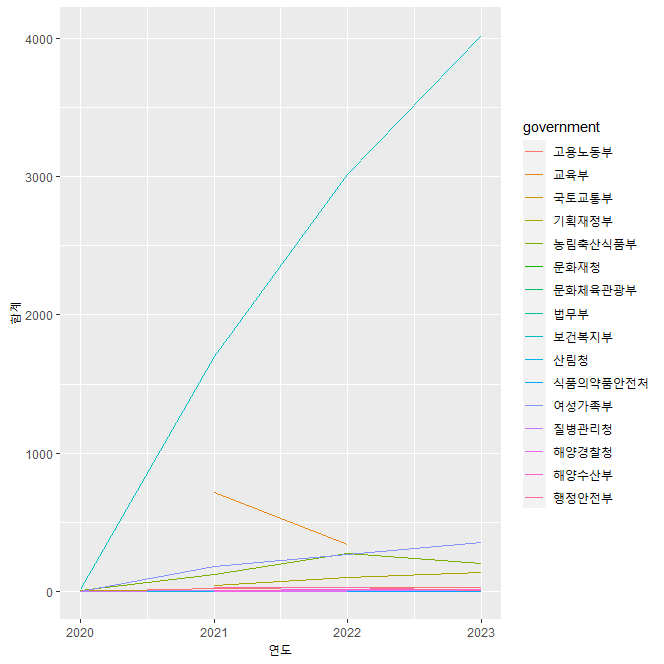 4000
3000
2000
1000
0
합계
2020
2021
2022
2023
연도
government
고용노동부
교육부
국토교통부
기획재정부
농림축산식품부
문화재청
문화체육관광부
법무부
보건복지부
산림청
식품의약품안전처
여성가족부
질병관리청
해양경찰청
해양수산부
행정안전부